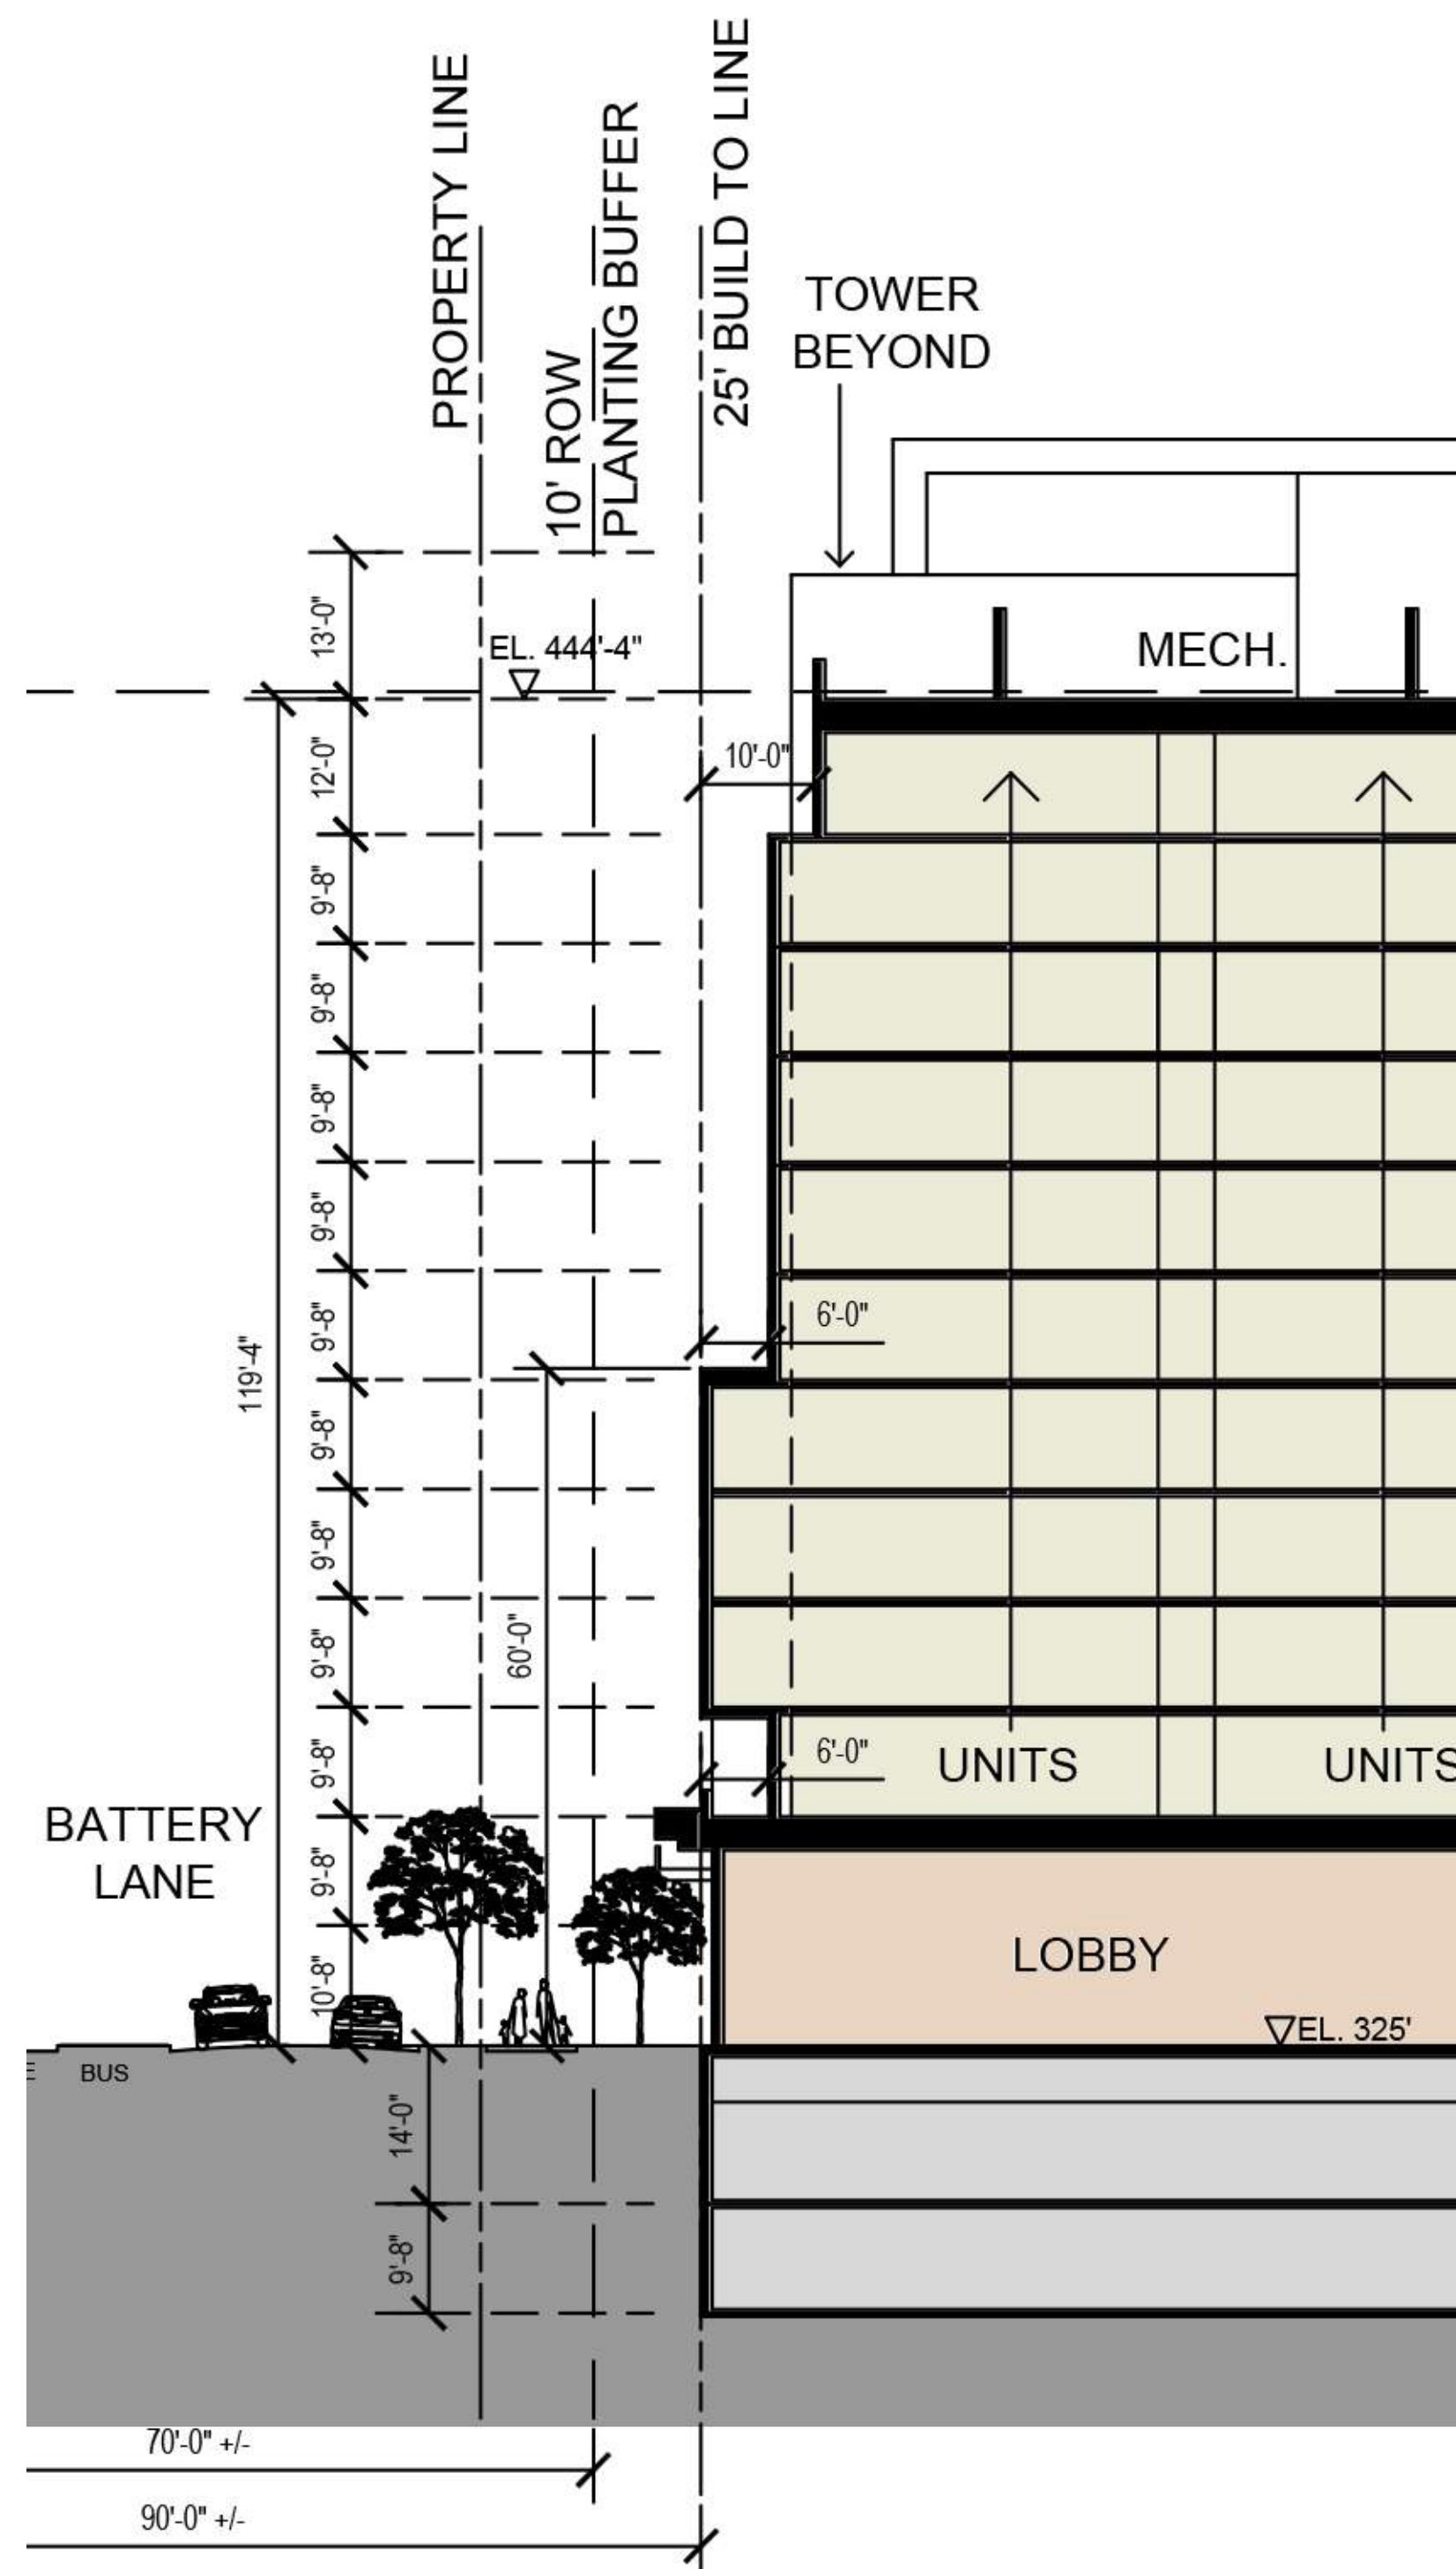 PROPERTY LINE
10' ROW
PLANTING BUFFER
25' BUILD TO LINE
TOWER
BEYOND
13'-0"
EL. 444'-4"
MECH.
12'-0"
10'-0"
9'-8"
9'-8"
9'-8"
9'-8"
9'-8"
6'-0"
119'-4"
9'-8"
9'-8"
9'-8"
60'-0"
9'-8"
6'-0"
UNITS
UNITS
BATTERY
LANE
9'-8"
LOBBY
10'-8"
EL. 325'
E
BUS
14'-0"
9'-8"
70'-0" +/-
90'-0" +/-